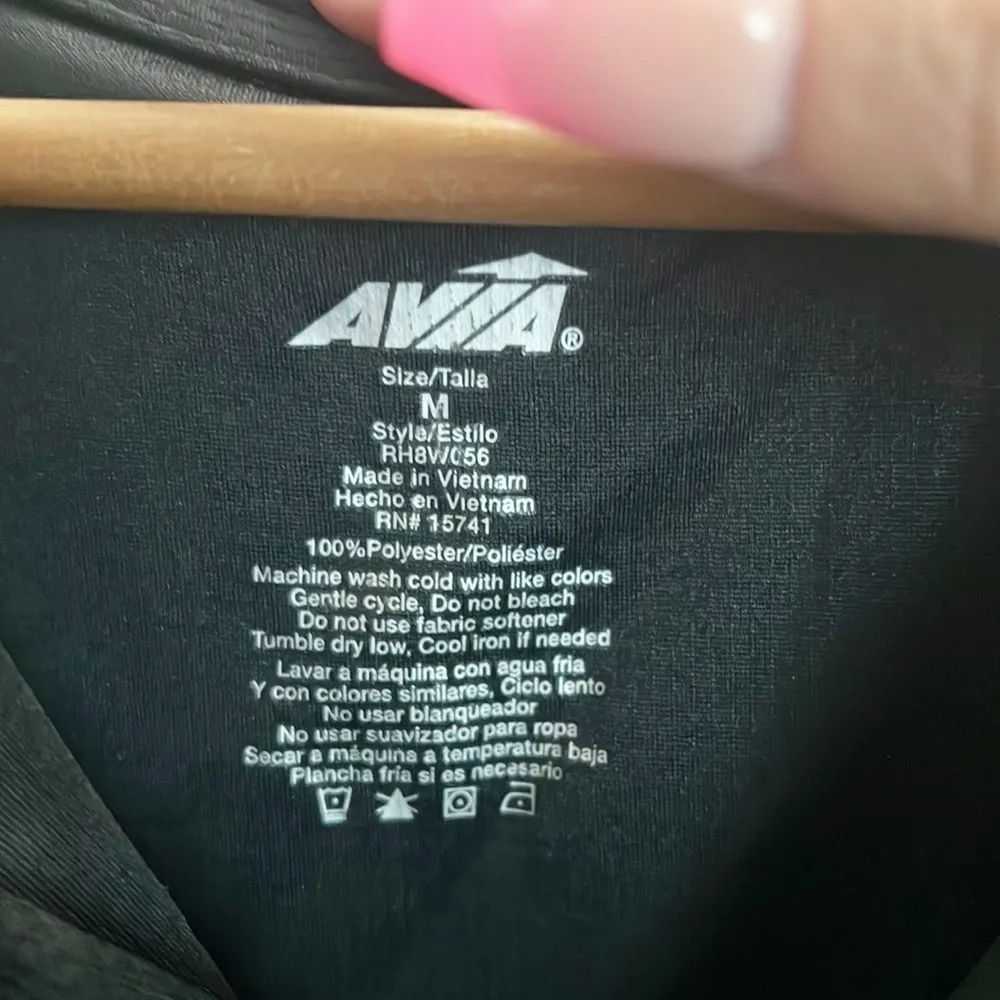 AVIA®
Size/Talla
M
Style/Estilo
RH8W056
Made in Vietnam
Hecho en Vietnam
RN# 15741
100%Polyester/Poliéster
Machine wash cold with like colors
Gentle cycle, Do not bleach
Do not use fabric softener
Tumble dry low, Cool iron if needed
Lavar a máquina con agua fria
Y con colores similares, Ciclo lento
No usar blanqueador
No usar suavizador para ropa
Secar a máquina a temperatura baja
Plancha fria si es necesario